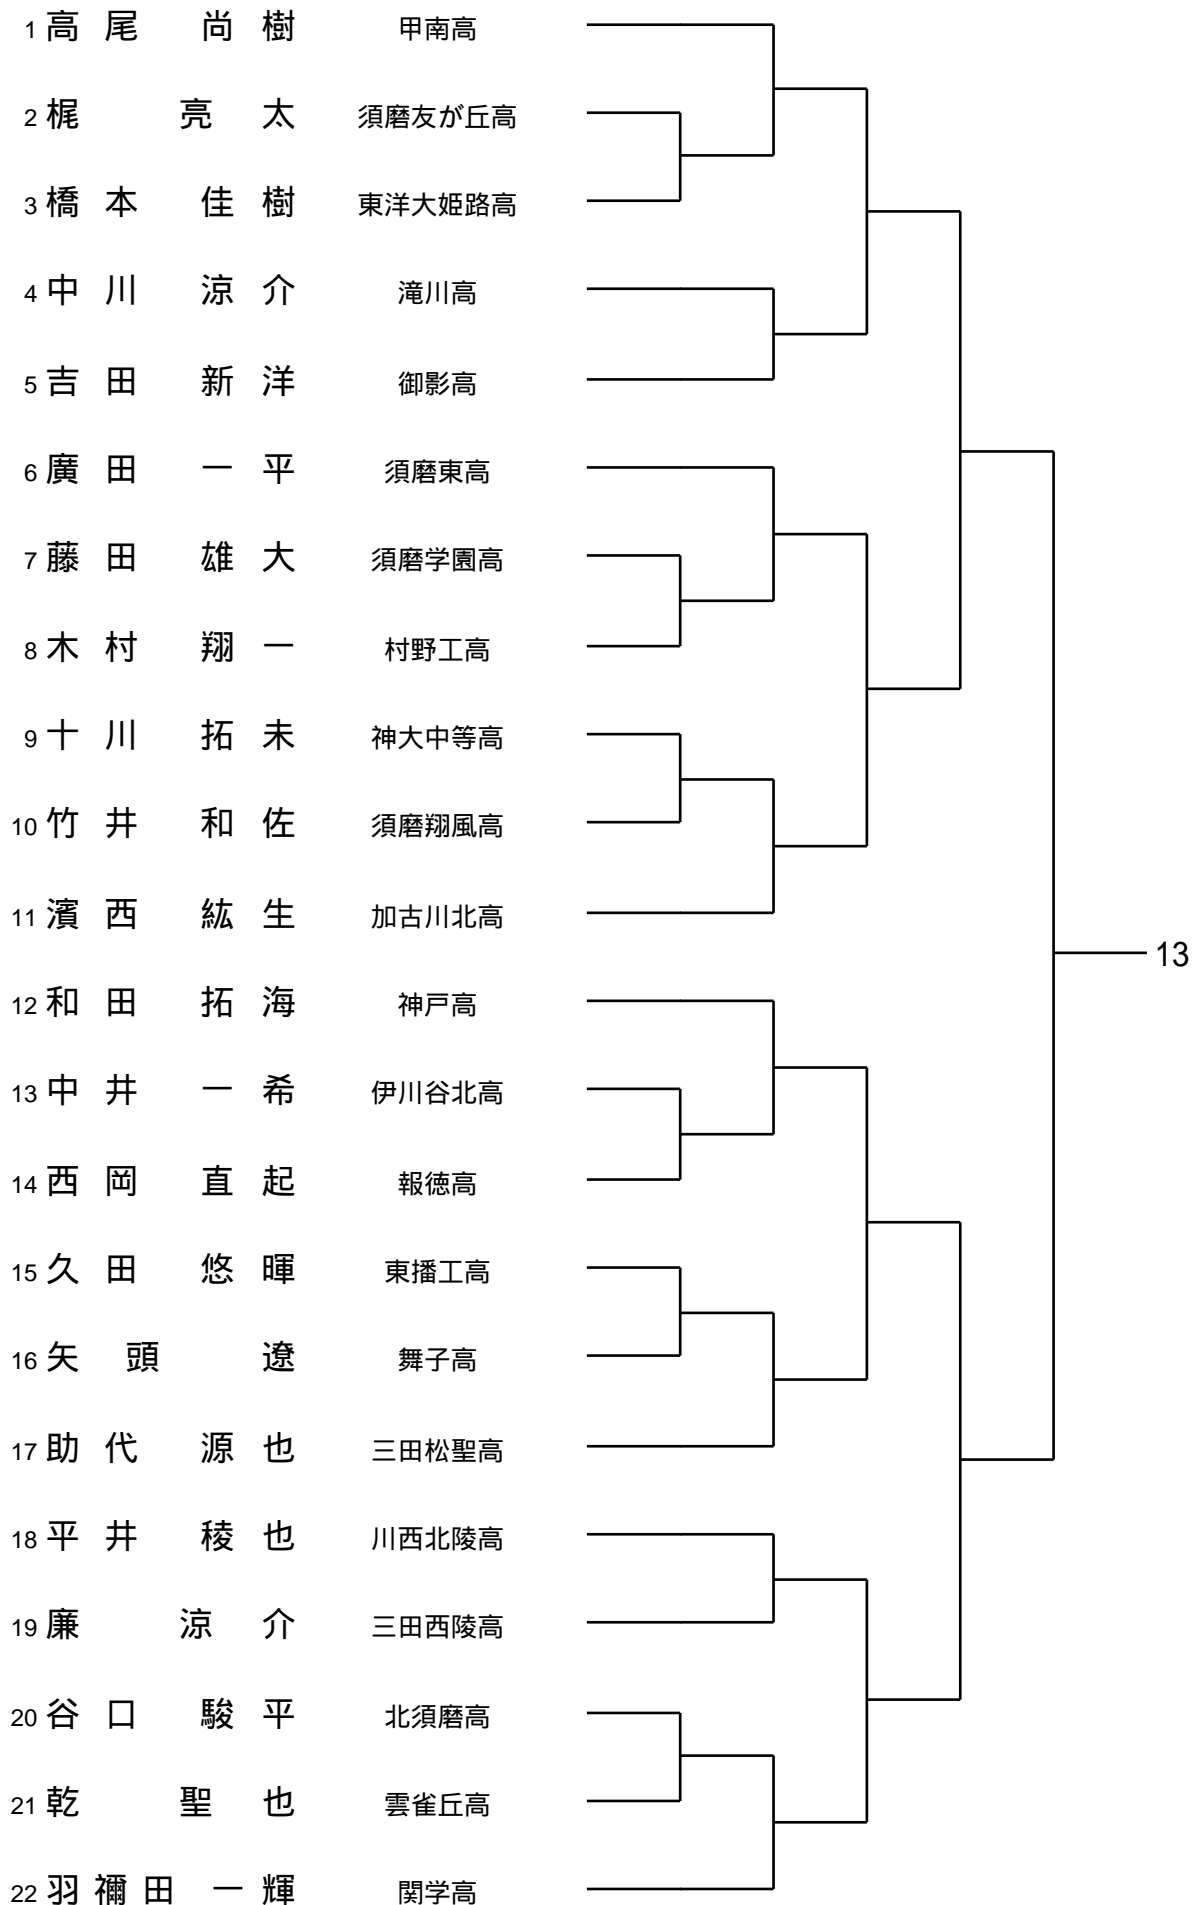 1 高尾 尚樹 甲南高
2 梶 亮太 須磨友が丘高
3 橋本 佳樹 東洋大姫路高
4 中川 涼介 滝川高
5 吉田 新洋 御影高
6 廣田 一平 須磨東高
7 藤田 雄大 須磨学園高
8 木村 翔一 村野工高
9 十川 拓未 神大中等高
10 竹井 和佐 須磨翔風高
11 濱西 紘生 加古川北高
13
12 和田 拓海 神戸高
13 中井 一希 伊川谷北高
14 西岡 直起 報徳高
15 久田 悠暉 東播工高
16 矢頭 遼 舞子高
17 助代 源也 三田松聖高
18 平井 稜也 川西北陵高
19 廉 涼介 三田西陵高
20 谷口 駿平 北須磨高
21 乾 聖也 雲雀丘高
22 羽禰田 一輝 関学高